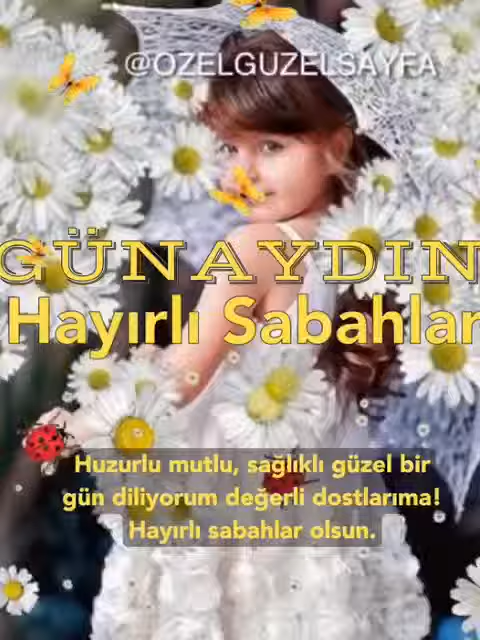 @OZELGUZELSAYFA
GÜNAYDIN
Hayırlı Sabahlar
Huzurlu mutlu, sağlıklı güzel bir
gün diliyorum değerli dostlarıma!
Hayırlı sabahlar olsun.